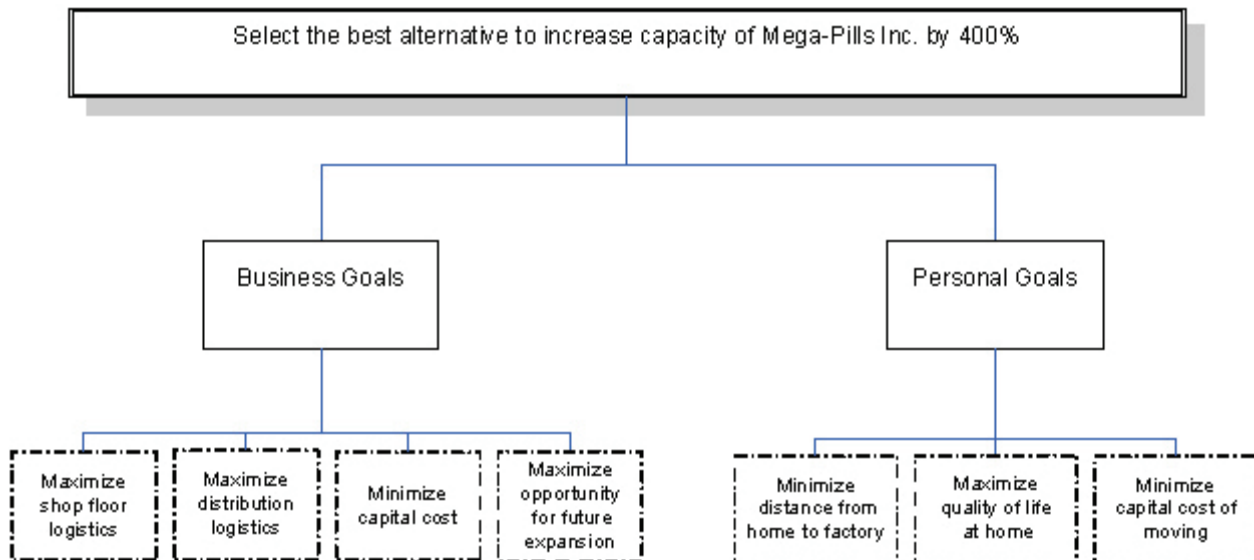 Select the best alternative to increase capacity of Mega-Pills Inc. by 400%
Business Goals
Personal Goals
Maximize
shop floor
logistics
Maximize
distribution
logistics
Minimize
capital cost
Maximize
opportunity
for future
expansion
Minimize
distance from
home to factory
Maximize
quality of life
at home
Minimize
capital cost of
moving